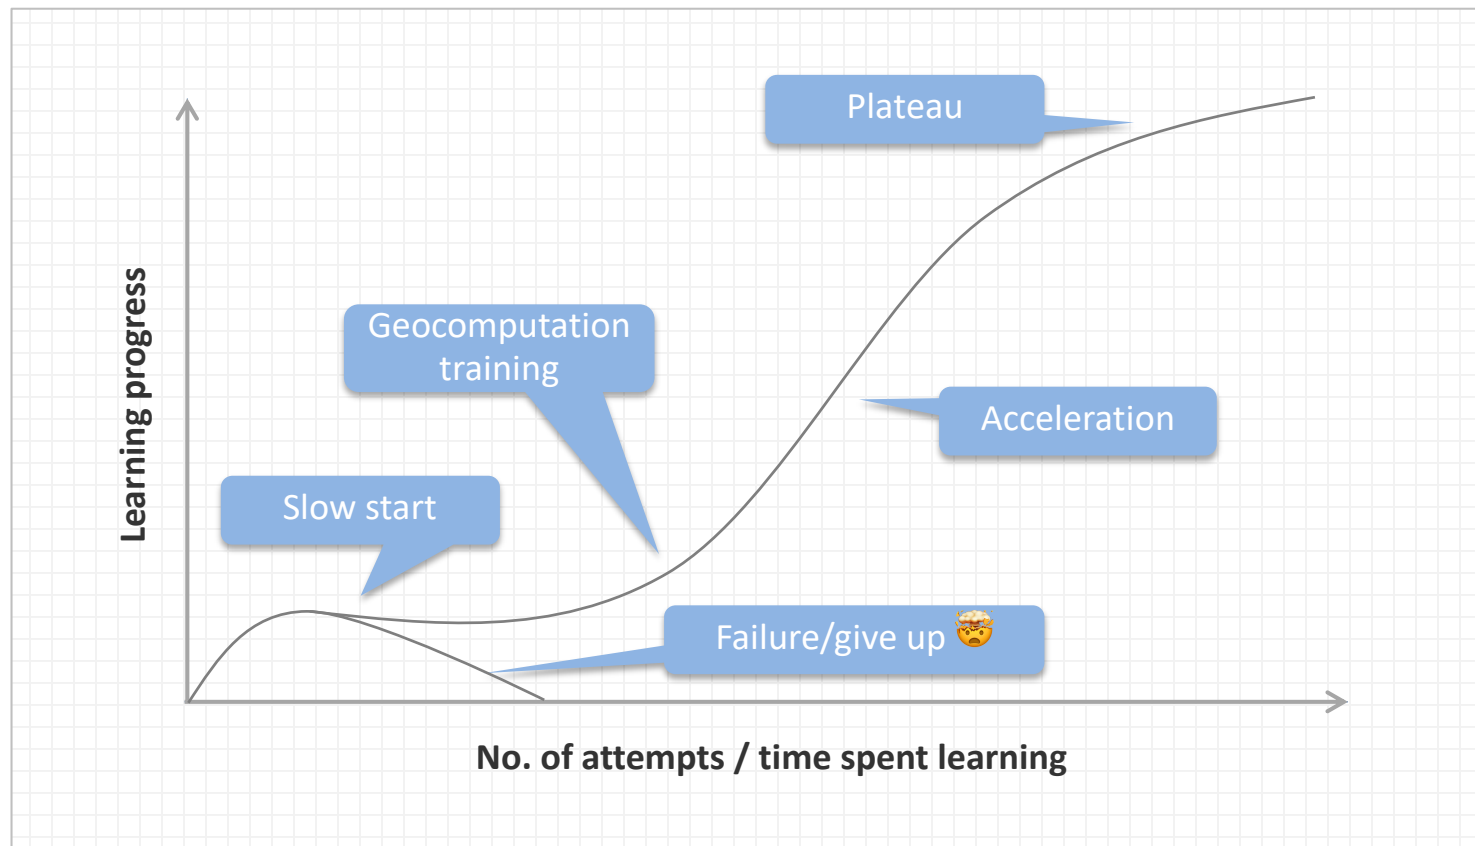 Plateau
Geocomputation
training
Acceleration
Slow start
Failure/give up 🤯
Learning progress
No. of attempts / time spent learning